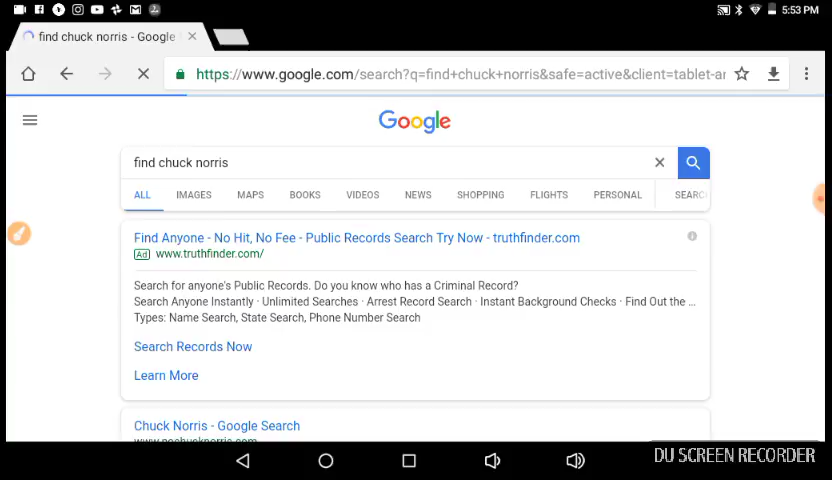 5:53 PM
find chuck norris - Google
https://www.google.com/search?q=find+chuck+norris&safe=active&client=tablet-ar
Google
find chuck norris
ALL IMAGES MAPS BOOKS VIDEOS NEWS SHOPPING FLIGHTS PERSONAL SEARC
Find Anyone - No Hit, No Fee - Public Records Search Try Now - truthfinder.com
Ad www.truthfinder.com/
Search for anyone's Public Records. Do you know who has a Criminal Record?
Search Anyone Instantly · Unlimited Searches · Arrest Record Search · Instant Background Checks · Find Out the ...
Types: Name Search, State Search, Phone Number Search
Search Records Now
Learn More
Chuck Norris - Google Search
www.nochucknorris.com
DU SCREEN RECORDER